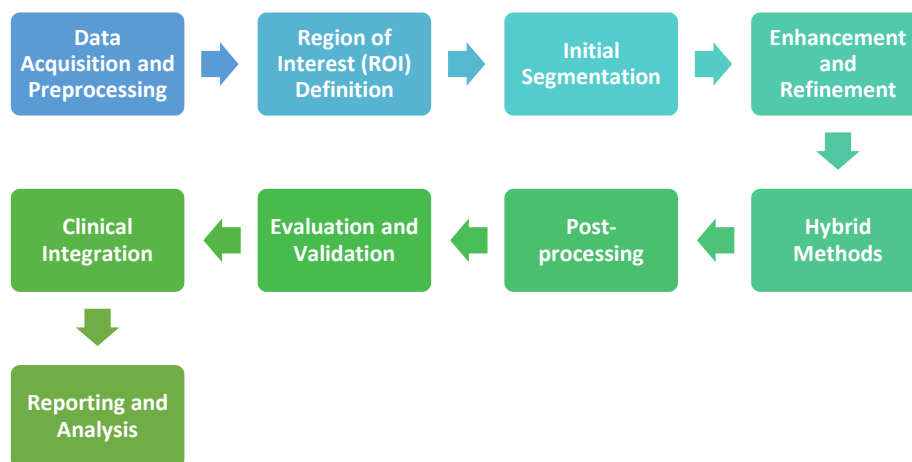 Data
Acquisition and
Preprocessing
Region of
Interest (ROI)
Definition
Initial
Segmentation
Enhancement
and
Refinement
Hybrid
Methods
Post-
processing
Evaluation and
Validation
Clinical
Integration
Reporting and
Analysis